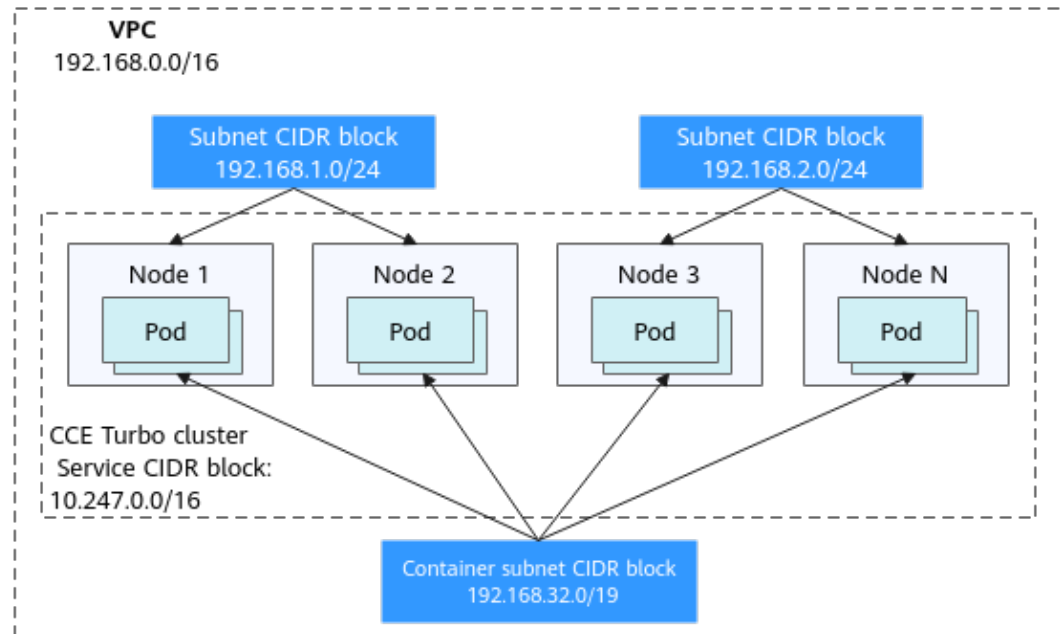 VPC
192.168.0.0/16
Subnet CIDR block
192.168.1.0/24
Subnet CIDR block
192.168.2.0/24
Node 1
Pod
Node 2
Pod
Node 3
Pod
Node N
Pod
CCE Turbo cluster
Service CIDR block:
10.247.0.0/16
Container subnet CIDR block
192.168.32.0/19